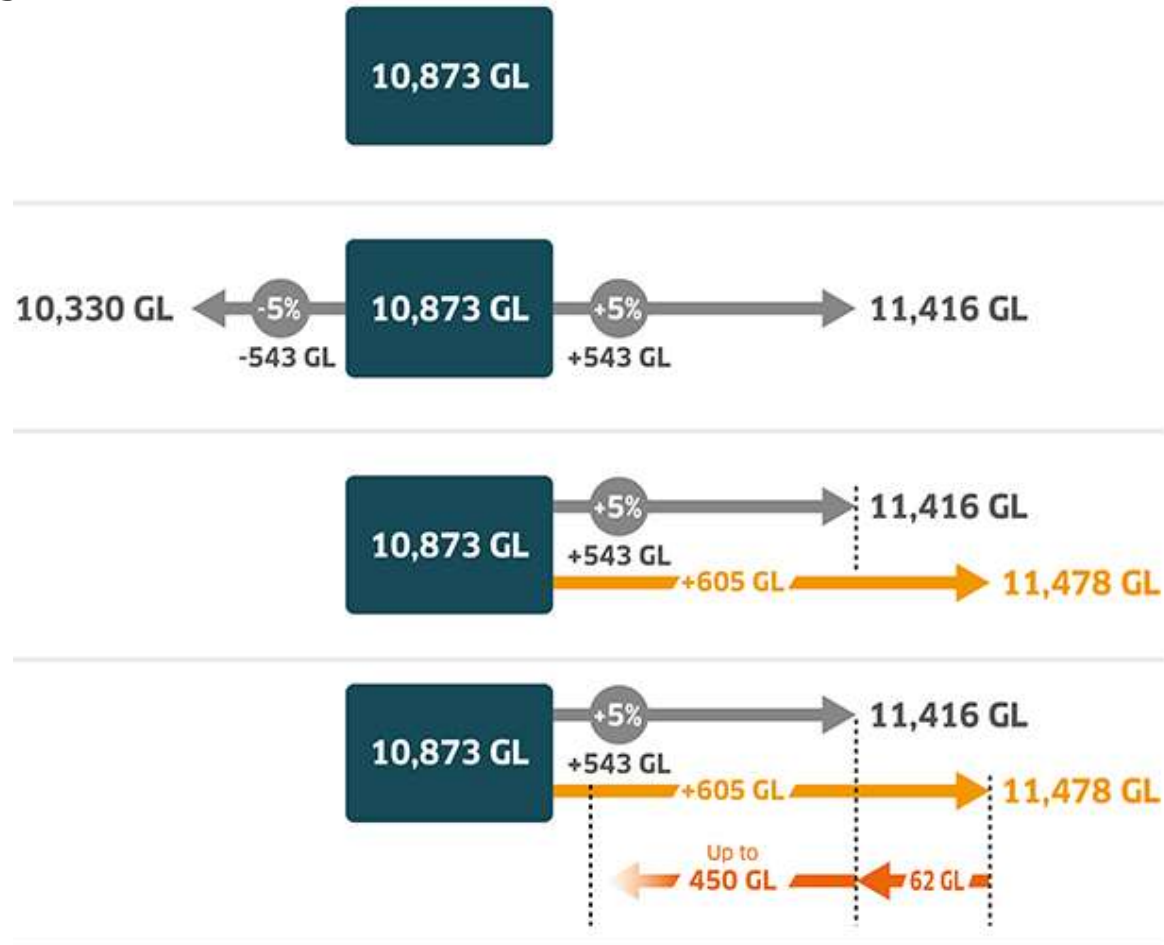 10,873 GL
10,330 GL
-5%
-543 GL
10,873 GL
+5%
+543 GL
11,416 GL
10,873 GL
+5%
+543 GL
11,416 GL
+605 GL
11,478 GL
10,873 GL
+5%
+543 GL
11,416 GL
+605 GL
11,478 GL
Up to
450 GL
62 GL